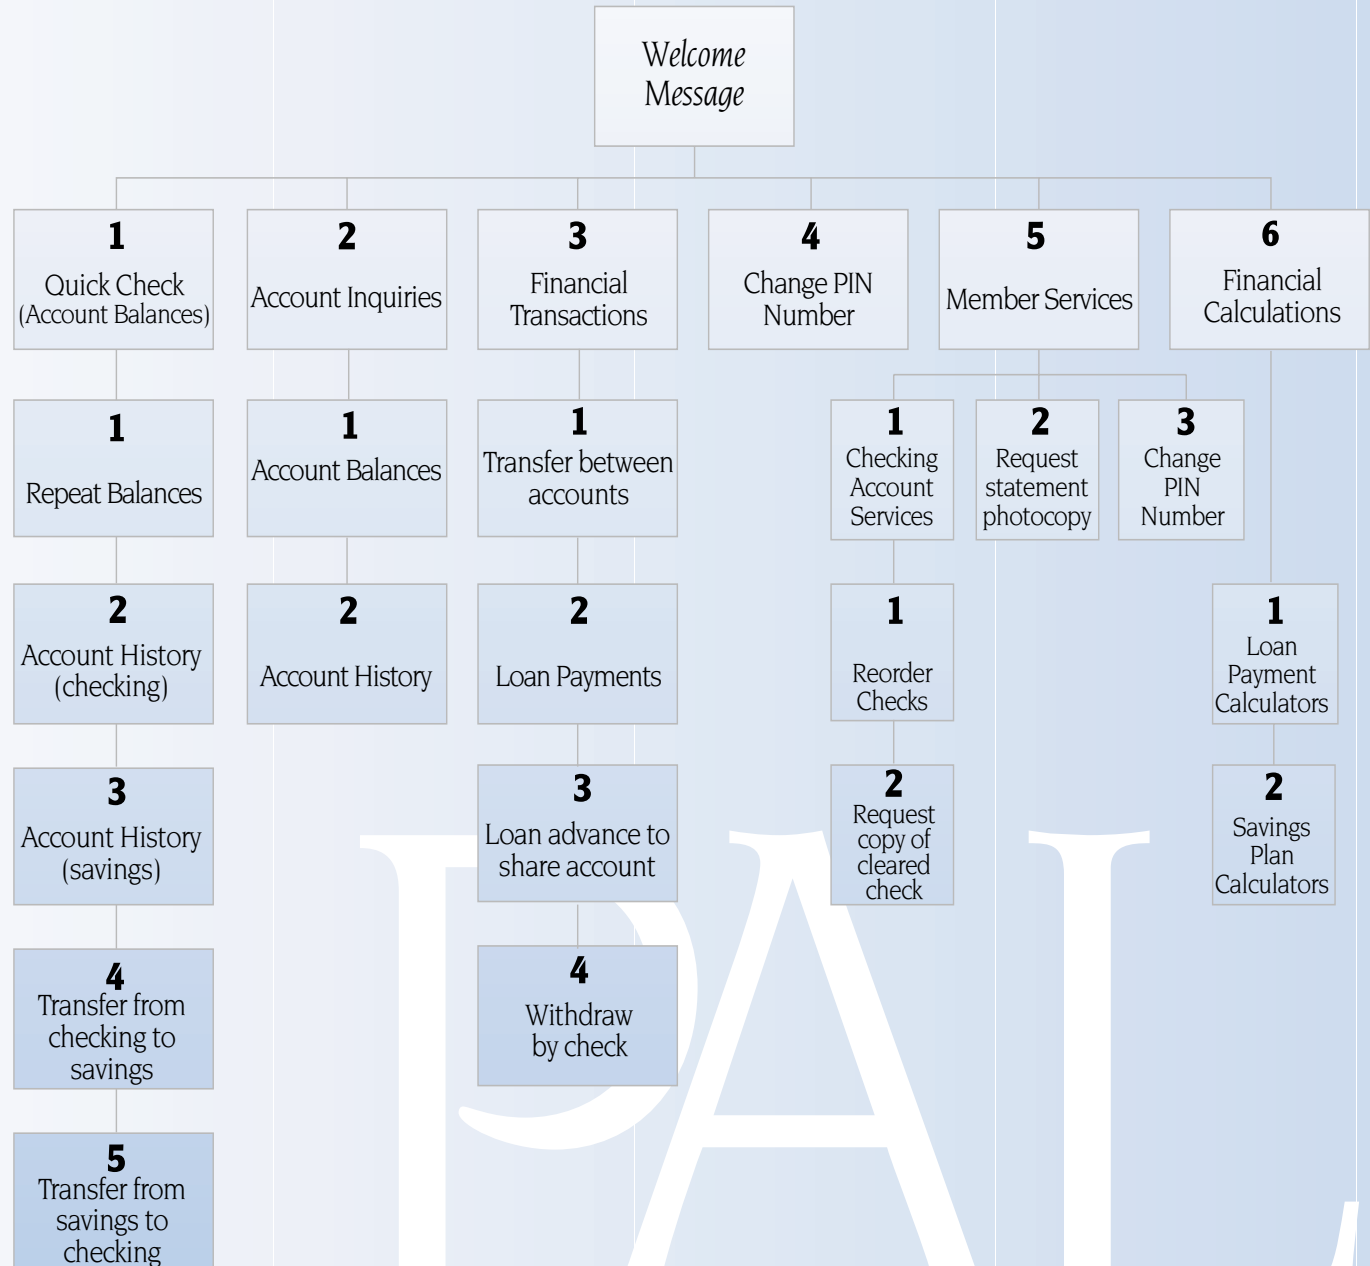 Welcome
Message
1
Quick Check
(Account Balances)
2
Account Inquiries
3
Financial
Transactions
4
Change PIN
Number
5
Member Services
6
Financial
Calculations
1
Repeat Balances
1
Account Balances
1
Transfer between
accounts
1
Checking
Account
Services
2
Request
statement
photocopy
3
Change
PIN
Number
2
Account History
(checking)
2
Account History
2
Loan Payments
1
Reorder
Checks
1
Loan
Payment
Calculators
3
Account History
(savings)
3
Loan advance to
share account
2
Request
copy of
cleared
check
2
Savings
Plan
Calculators
4
Transfer from
checking to
savings
4
Withdraw
by check
5
Transfer from
savings to
checking
PAL